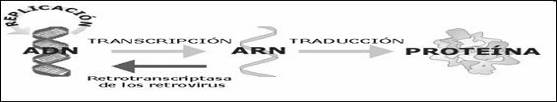 REPLICACIÓN
ADN
TRANSCRIPCIÓN
ARN
TRADUCCIÓN
PROTEÍNA
Retrotranscriptasa
de los retrovirus